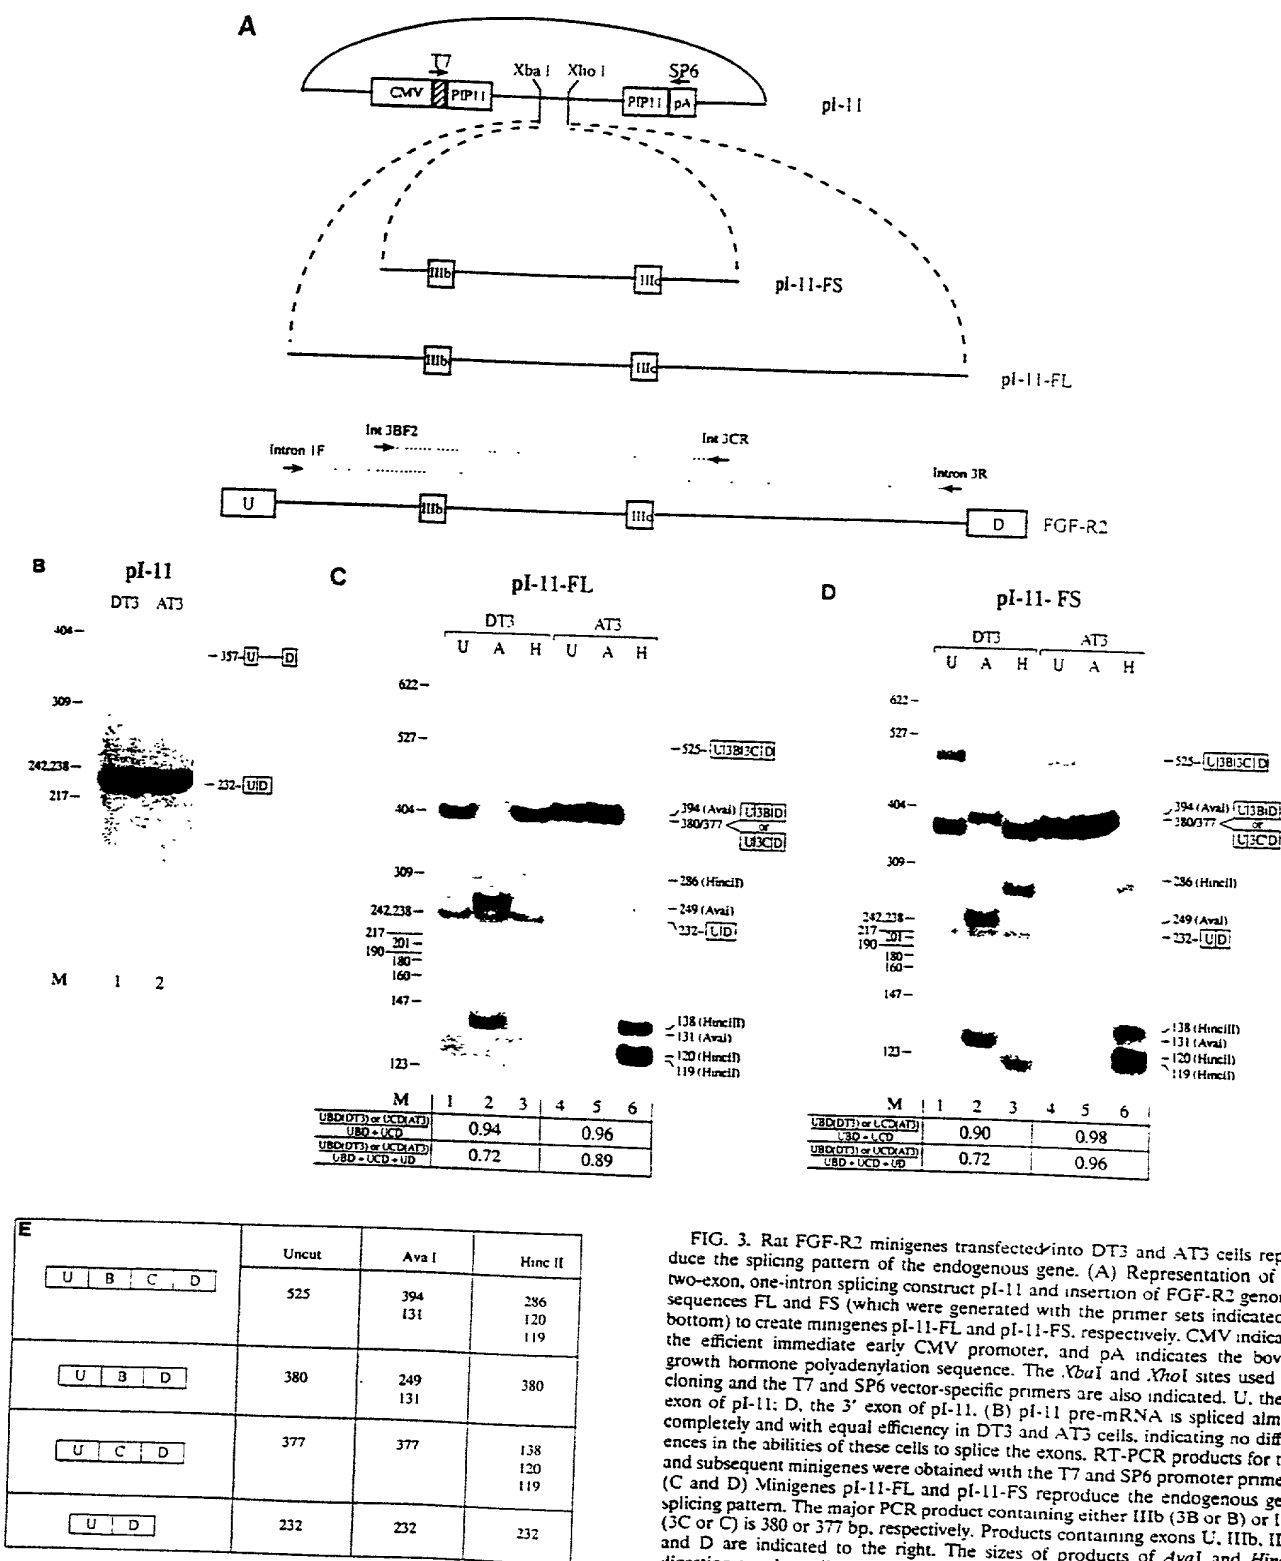 A
T7
Xba I
Xho I
SP6
CMV
PIP11
PIP11
pA
pI-11
IIIb
IIIc
pI-11-FS
IIIb
IIIc
pI-11-FL
Int 3BF2
Int 3CR
Intron 1F
Intron 3R
U
IIIb
IIIc
D
FGF-R2
B
pI-11
DT3 AT3
404
357 U D
309
242,238
232 U D
217
M 1 2
C
pI-11-FL
DT3 AT3
U A H U A H
622
527
525 U 3B 3C D
404
394 (AvaI) U 3B D
380/377 or
U 3C D
309
286 (HincII)
249 (AvaI)
242,238
232 U D
217
201
190
180
160
147
138 (HincII)
131 (AvaI)
120 (HincII)
119 (HincII)
123
M 1 2 3 4 5 6
UBD(DT3) or UCD(AT3)
UBD + UCD
0.94 0.96
UBD(DT3) or UCD(AT3)
UBD + UCD + UD
0.72 0.89
D
pI-11- FS
DT3 AT3
U A H U A H
622
527
525 U 3B 3C D
404
394 (AvaI) U 3B D
380/377 or
U 3C D
309
286 (HincII)
242,238
249 (AvaI)
217
201
232 U D
190
180
160
147
138 (HincII)
131 (AvaI)
123
120 (HincII)
119 (HincII)
M 1 2 3 4 5 6
UBD(DT3) or UCD(AT3)
UBD + UCD
0.90 0.98
UBD(DT3) or UCD(AT3)
UBD + UCD + UD
0.72 0.96
E
Uncut Ava I Hinc II
U B C D 525 394 286
131 120
119
U B D 380 249 380
131
U C D 377 377 138
120
119
U D 232 232 232
FIG. 3. Rat FGF-R2 minigenes transfected into DT3 and AT3 cells rep
duce the splicing pattern of the endogenous gene. (A) Representation of
two-exon, one-intron splicing construct pI-11 and insertion of FGF-R2 genor
sequences FL and FS (which were generated with the primer sets indicated
bottom) to create minigenes pI-11-FL and pI-11-FS, respectively. CMV indica
the efficient immediate early CMV promoter, and pA indicates the bov
growth hormone polyadenylation sequence. The XbaI and XhoI sites used
cloning and the T7 and SP6 vector-specific primers are also indicated. U, the
exon of pI-11; D, the 3' exon of pI-11. (B) pI-11 pre-mRNA is spliced alm
completely and with equal efficiency in DT3 and AT3 cells, indicating no diff
ences in the abilities of these cells to splice the exons. RT-PCR products for t
and subsequent minigenes were obtained with the T7 and SP6 promoter prime
(C and D) Minigenes pI-11-FL and pI-11-FS reproduce the endogenous ge
splicing pattern. The major PCR product containing either IIIb (3B or B) or I
(3C or C) is 380 or 377 bp, respectively. Products containing exons U, IIIb, II
and D are indicated to the right. The sizes of products of AvaI and